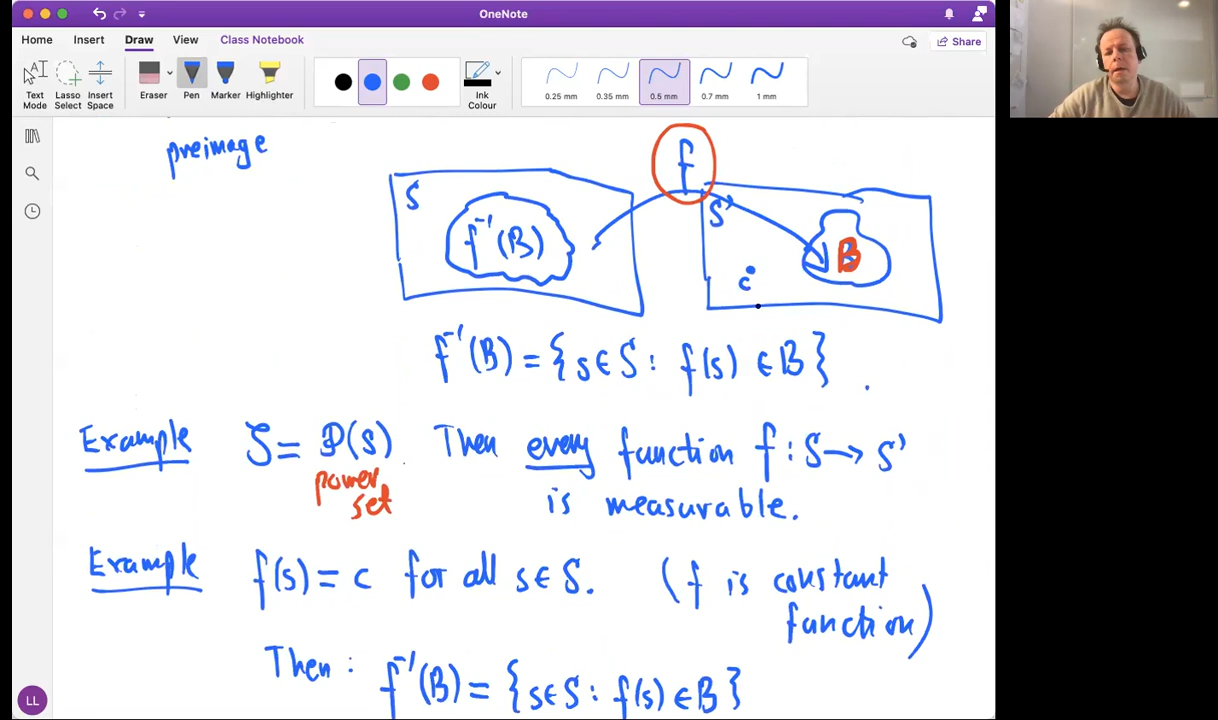 OneNote
Home Insert Draw View Class Notebook
Share
Text Mode
Lasso Select
Insert Space
Eraser
Pen
Marker
Highlighter
Ink Colour
0.25 mm
0.35 mm
0.5 mm
0.7 mm
1 mm
preimage
f
S
S'
f⁻¹(B)
B
c
f⁻¹(B) = {s∈S : f(s) ∈ B}
Example 𝒮 = 𝒫(S) Then every function f : S → S'
power set
is measurable.
Example f(s) = c for all s∈S. (f is constant function)
Then : f⁻¹(B) = {s∈S : f(s) ∈ B}
LL